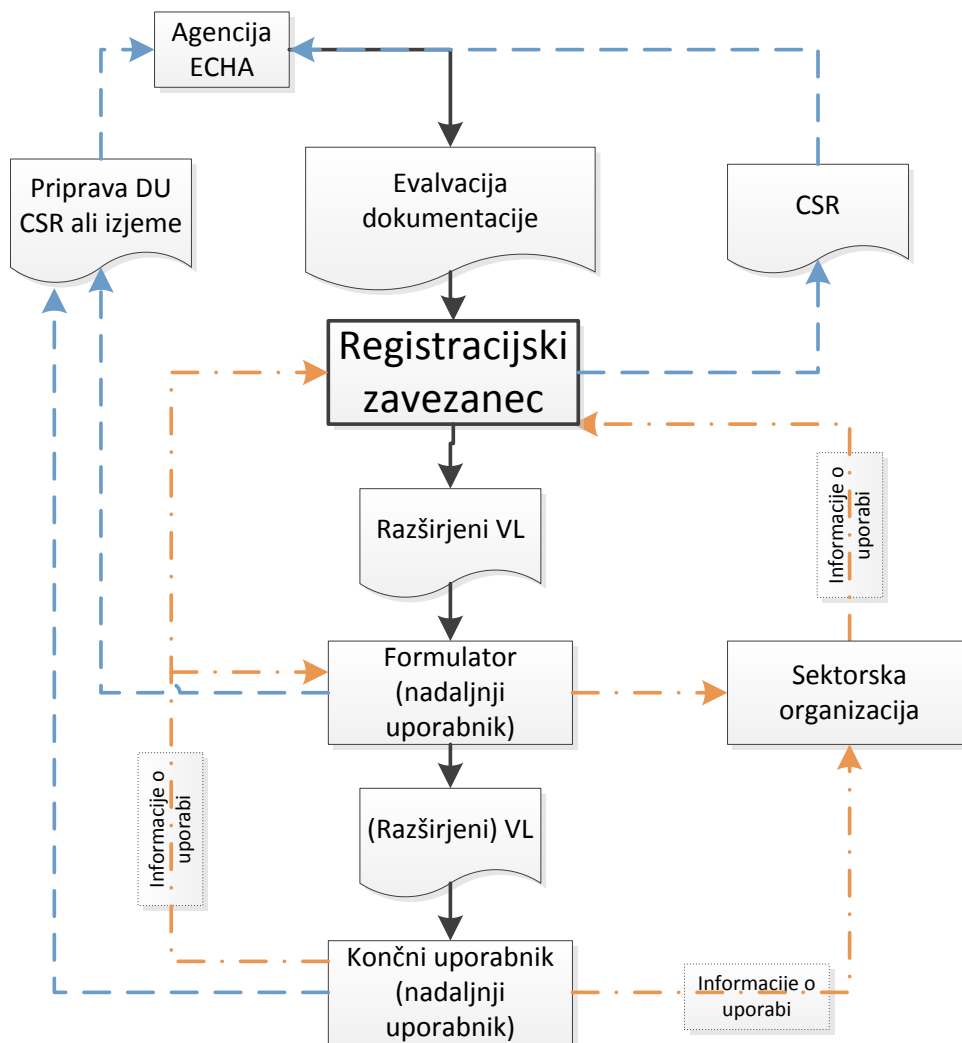 Agencija
ECHA
Priprava DU
CSR ali izjeme
Evalvacija
dokumentacije
CSR
Registracijski
zavezanec
Informacije o
uporabi
Razširjeni VL
Formulator
(nadaljnji
uporabnik)
Sektorska
organizacija
Informacije o
uporabi
(Razširjeni) VL
Končni uporabnik
(nadaljnji
uporabnik)
Informacije o
uporabi